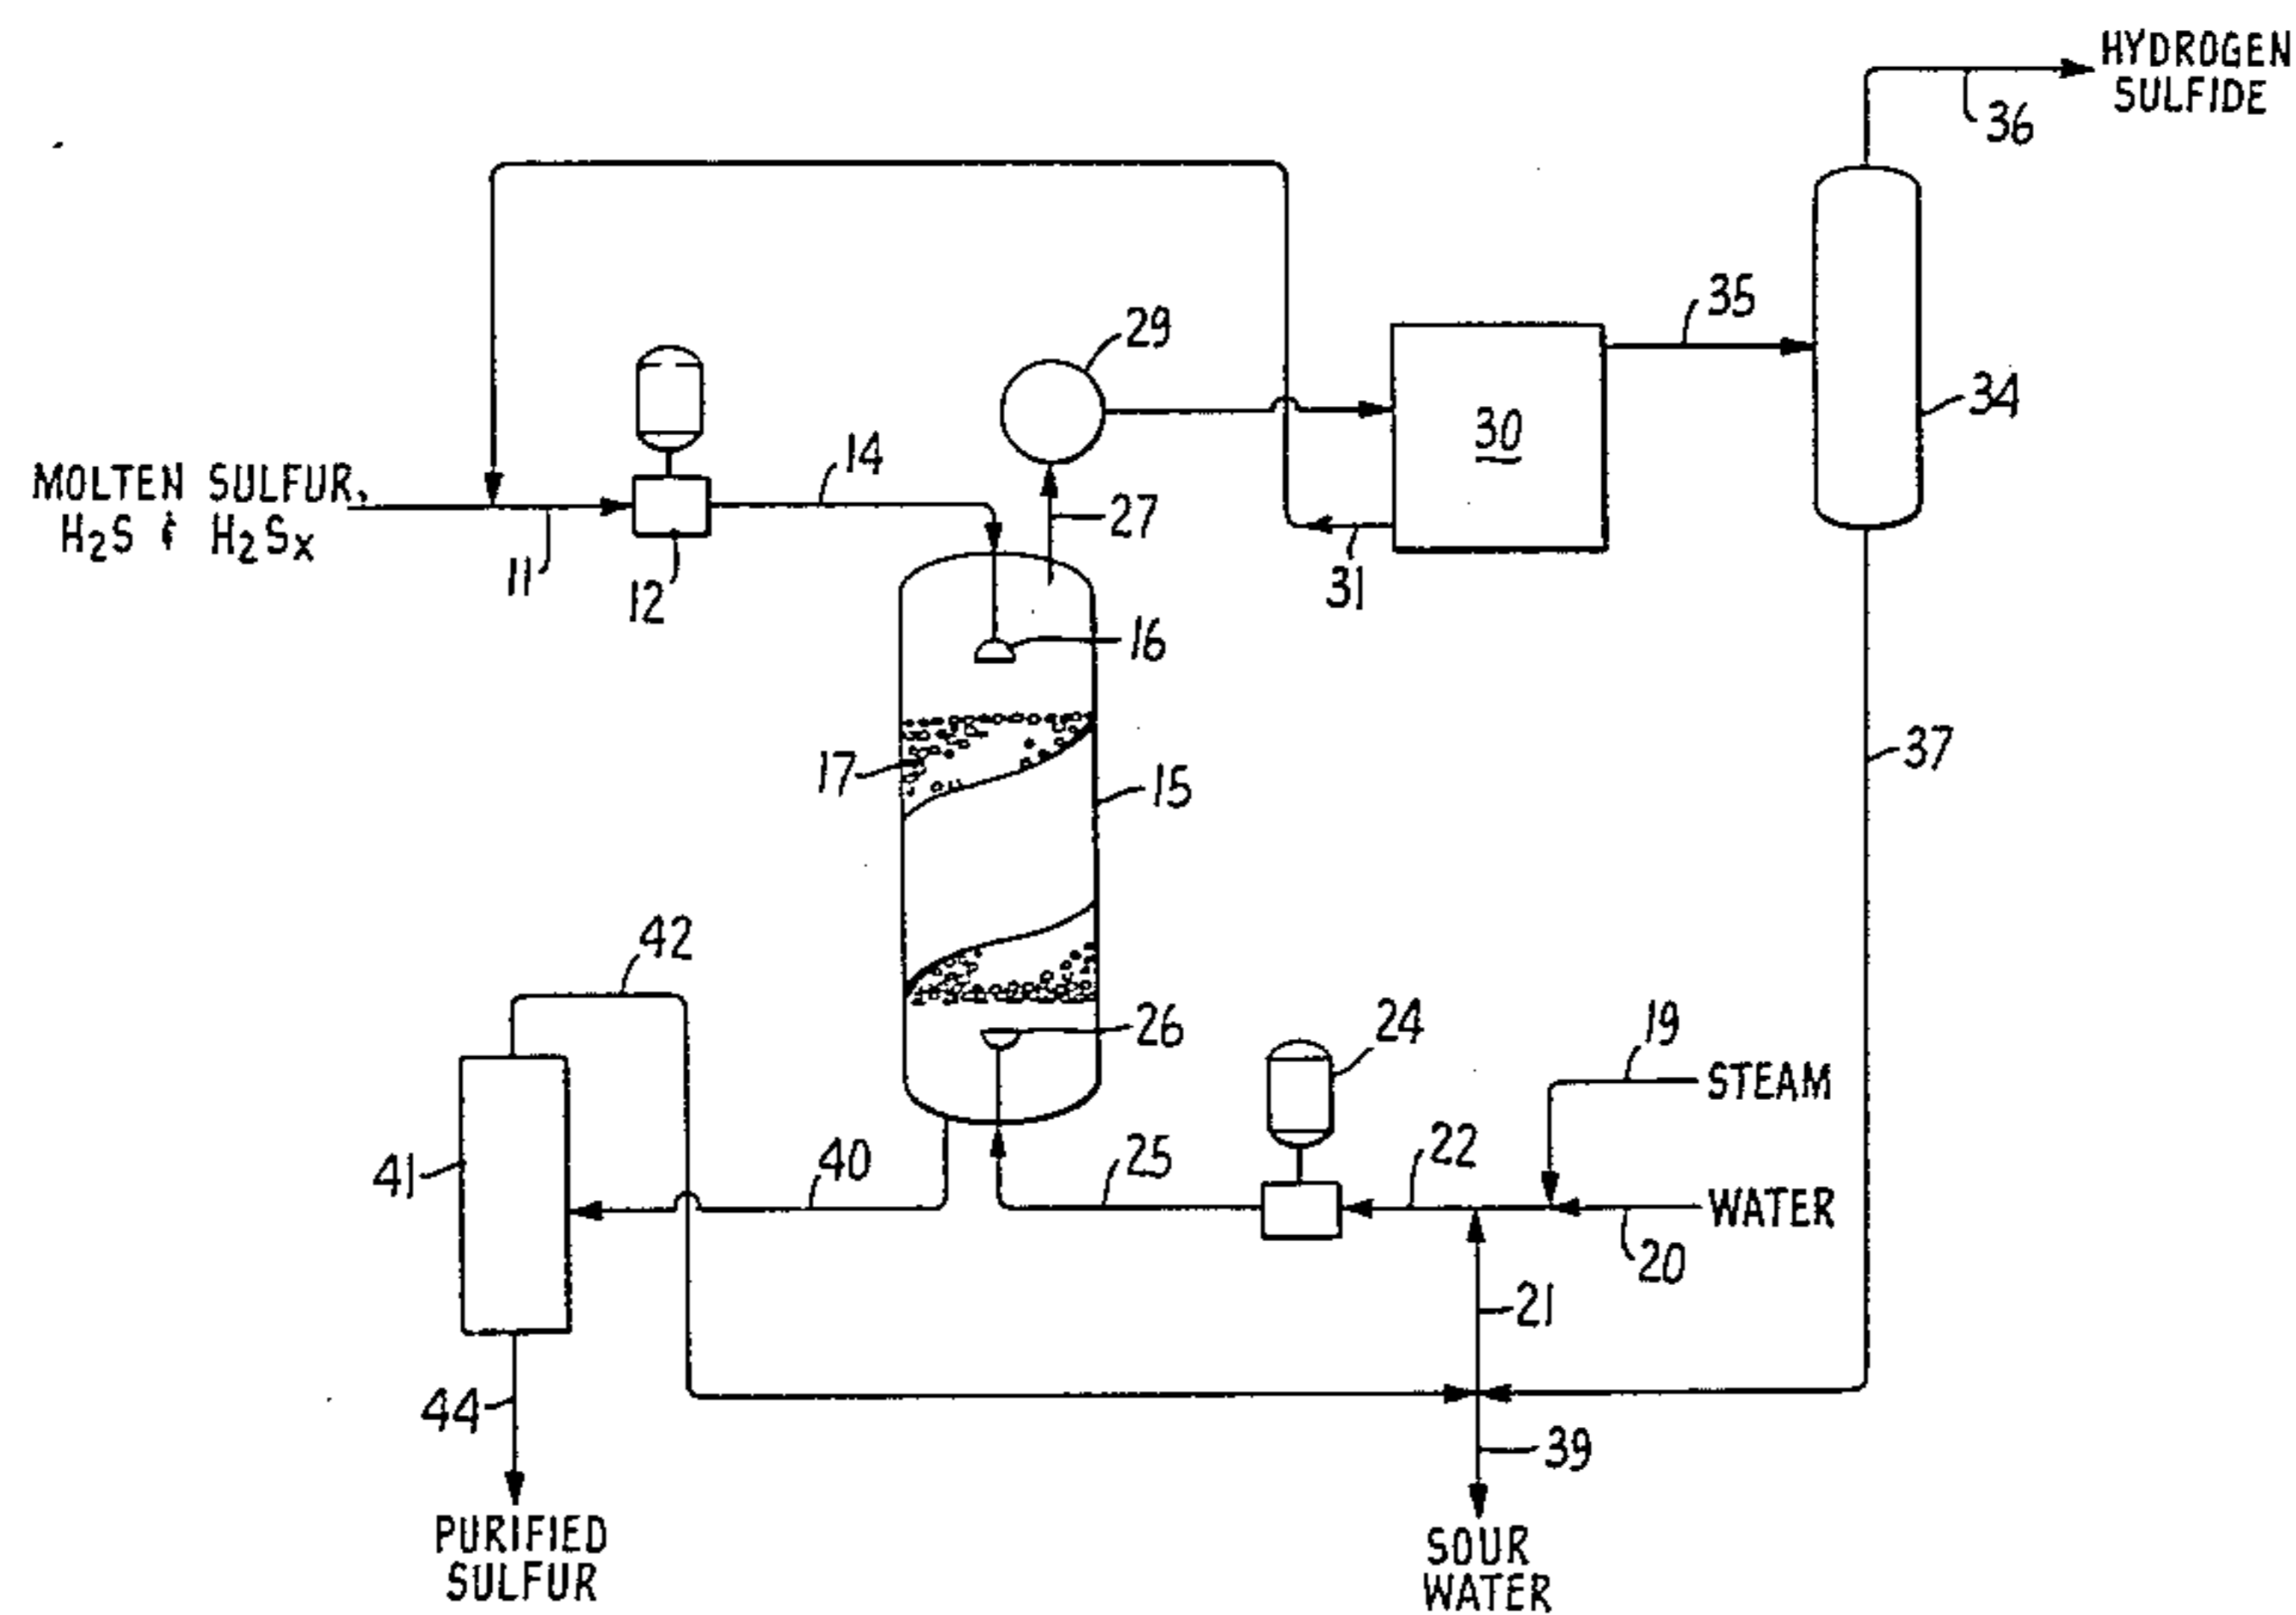 HYDROGEN
SULFIDE
36
35
29
34
30
14
MOLTEN SULFUR,
H2S & H2Sx
27
11
12
31
16
17
15
37
42
26
24
19
STEAM
41
40
25
22
WATER
20
21
44
39
PURIFIED
SULFUR
SOUR
WATER